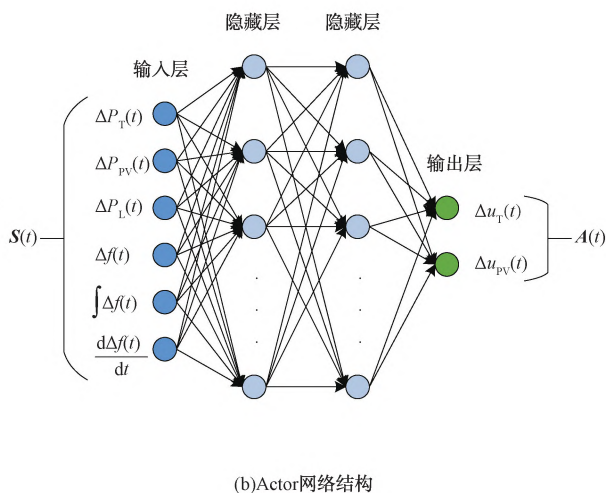 隐藏层 隐藏层
输入层
ΔP_T(t)
ΔP_PV(t)
ΔP_L(t)
Δf(t)
∫Δf(t)
dΔf(t)
dt
S(t)
输出层
Δu_T(t)
Δu_PV(t)
A(t)
(b)Actor网络结构